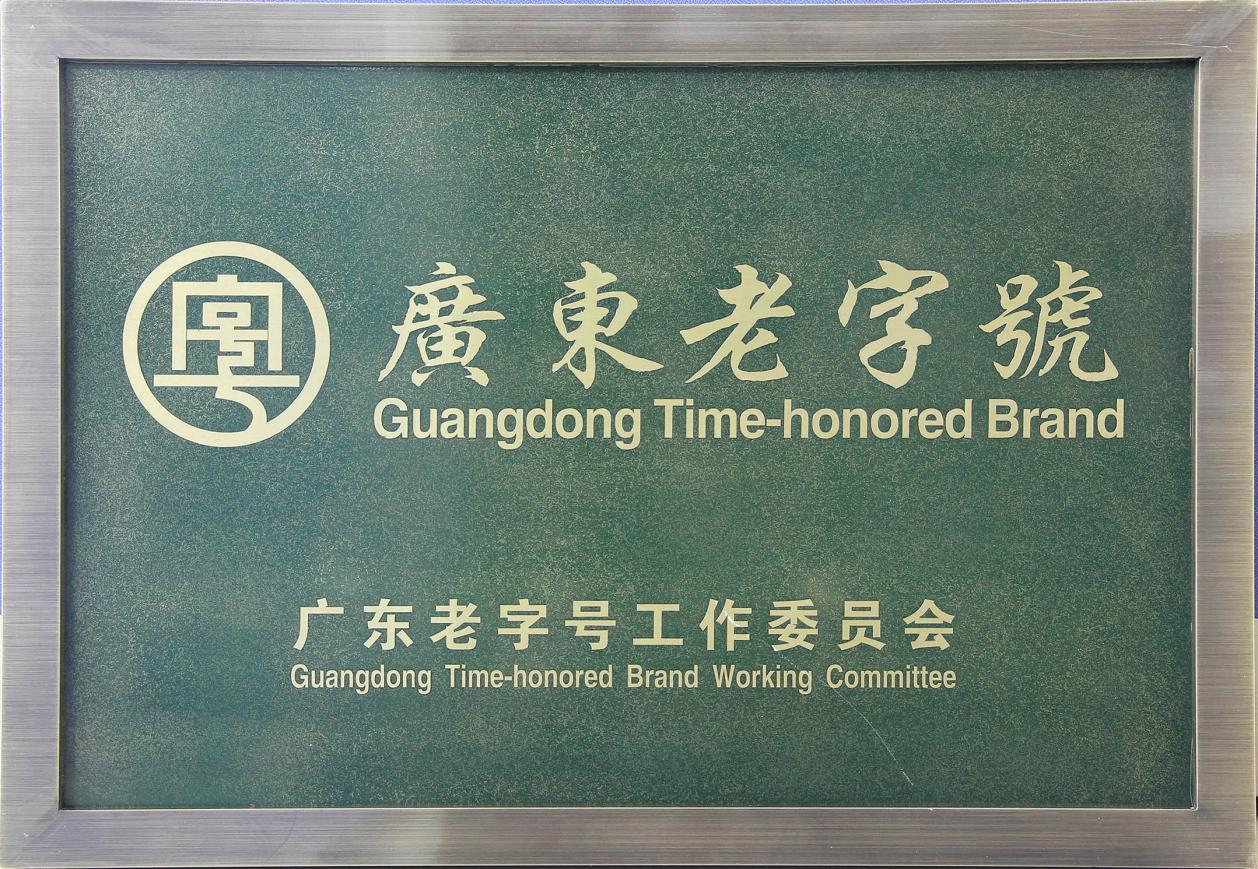 廣東老字號
Guangdong Time-honored Brand
广东老字号工作委员会
Guangdong Time-honored Brand Working Committee